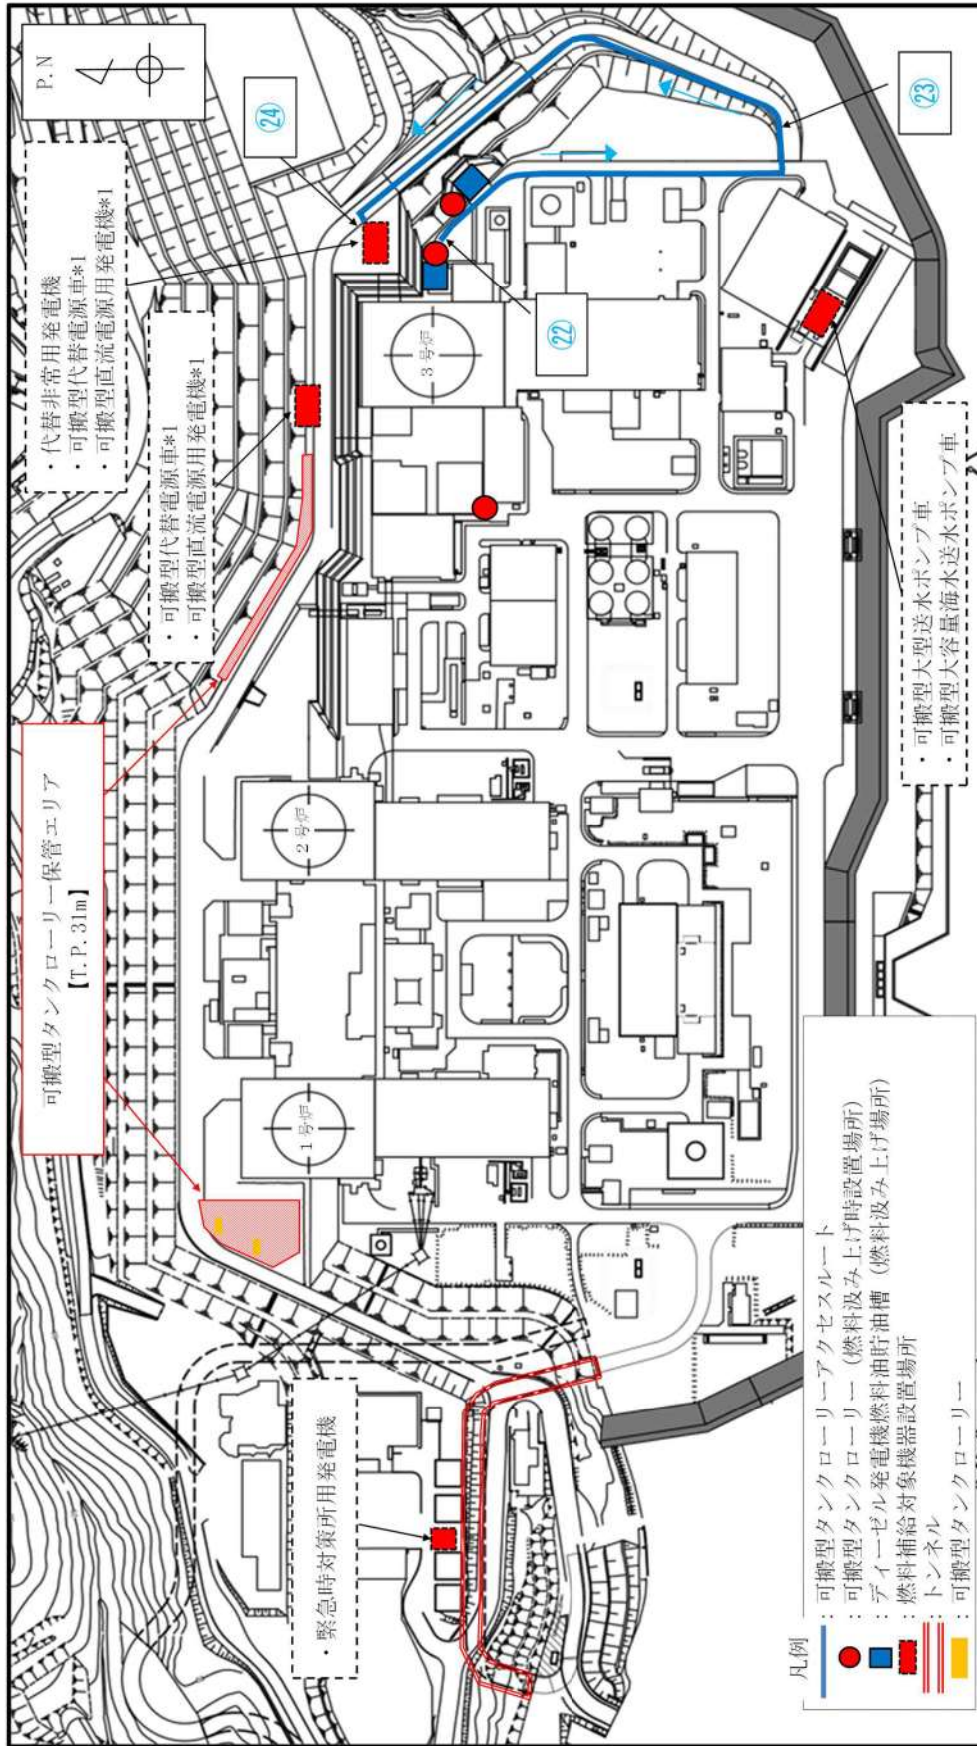 P.N
・代替非常用発電機
・可搬型代替電源車*1
・可搬型直流電源用発電機*1
・可搬型代替電源車*1
・可搬型直流電源用発電機*1
可搬型タンクローリー保管エリア
【T.P.31m】
・緊急時対策所用発電機
㉔
㉒
㉓
3号炉
2号炉
1号炉
・可搬型大型送水ポンプ車
・可搬型大容量海水送水ポンプ車
凡例
：可搬型タンクローリーアクセスルート
：可搬型タンクローリー（燃料汲み上げ時設置場所）
：ディーゼル発電機燃料油貯油槽（燃料汲み上げ場所）
：燃料補給対象機器設置場所
：トンネル
：可搬型タンクローリー